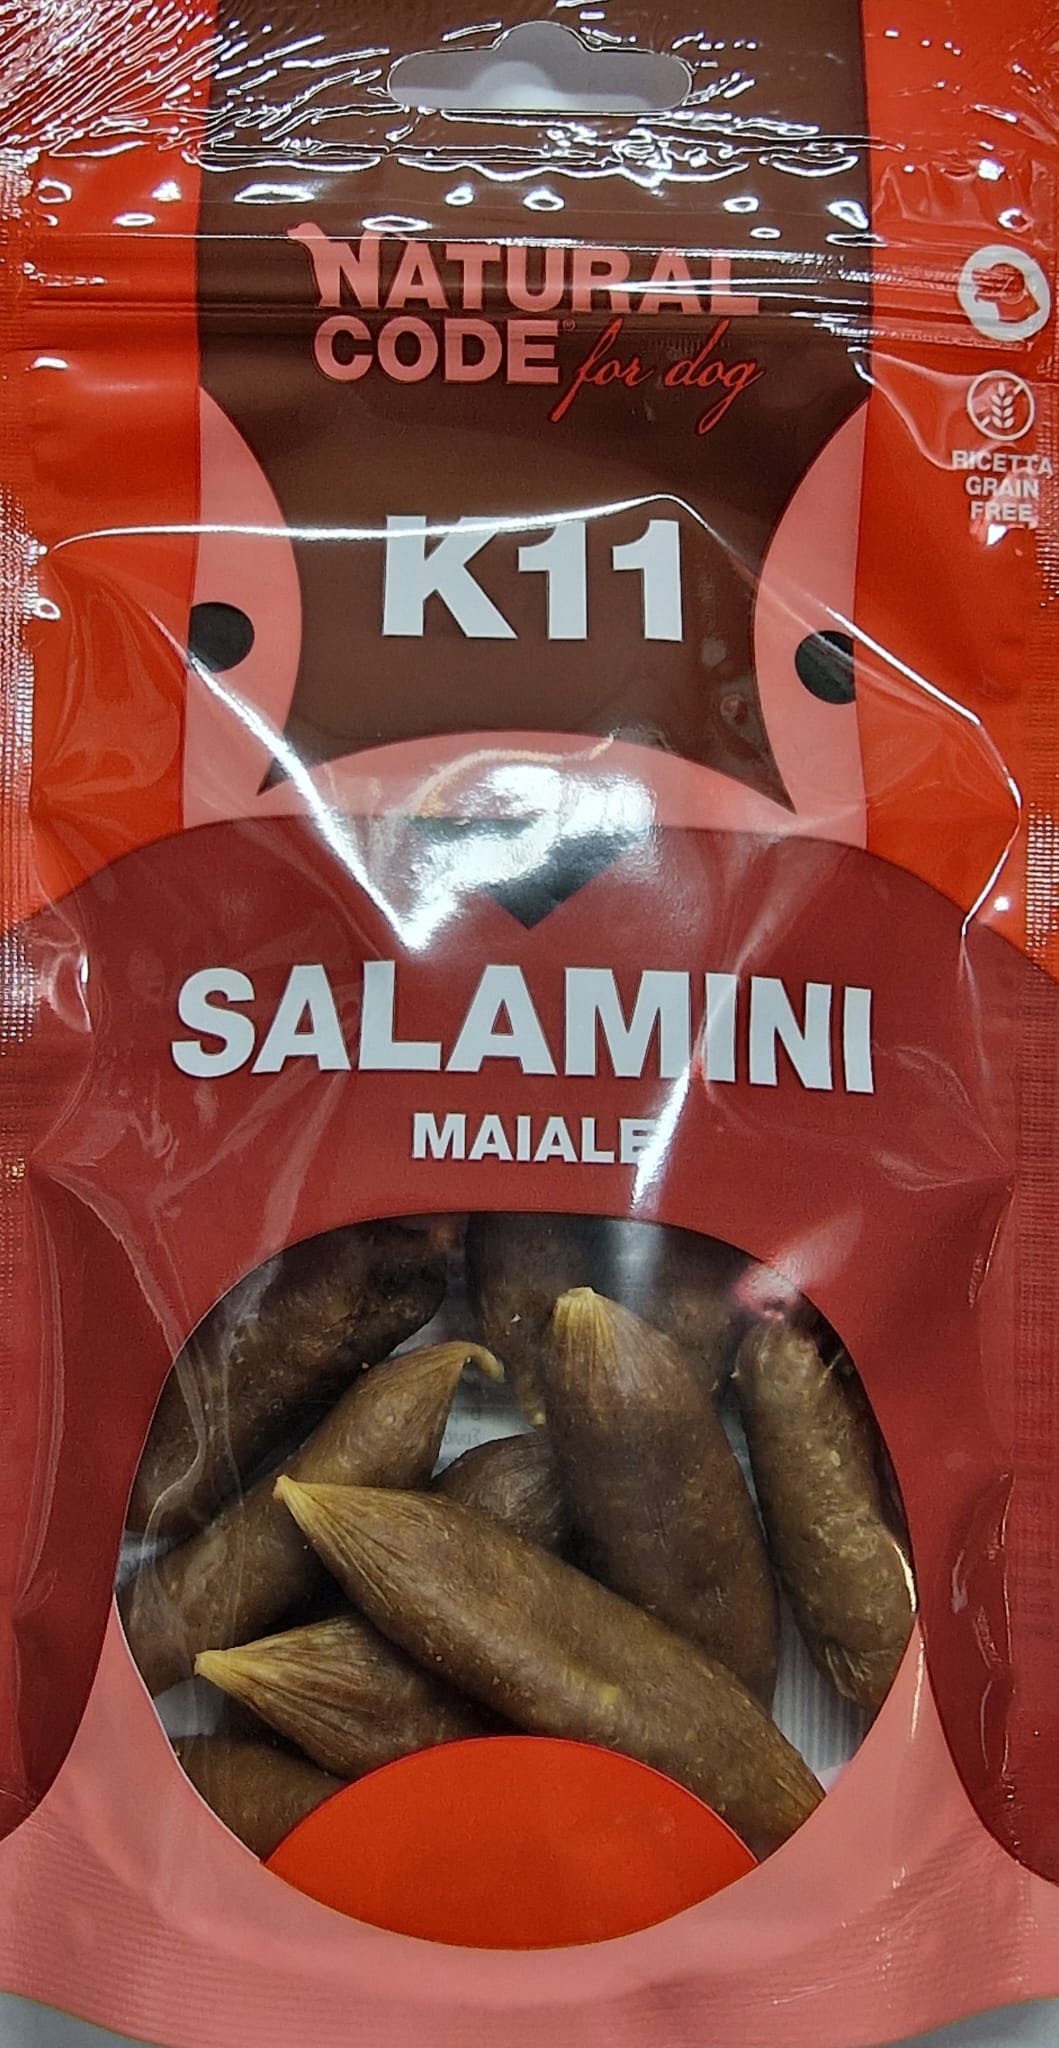 NATURAL
CODE® for dog
RICETTA
GRAIN
FREE
K11
SALAMINI
MAIALE